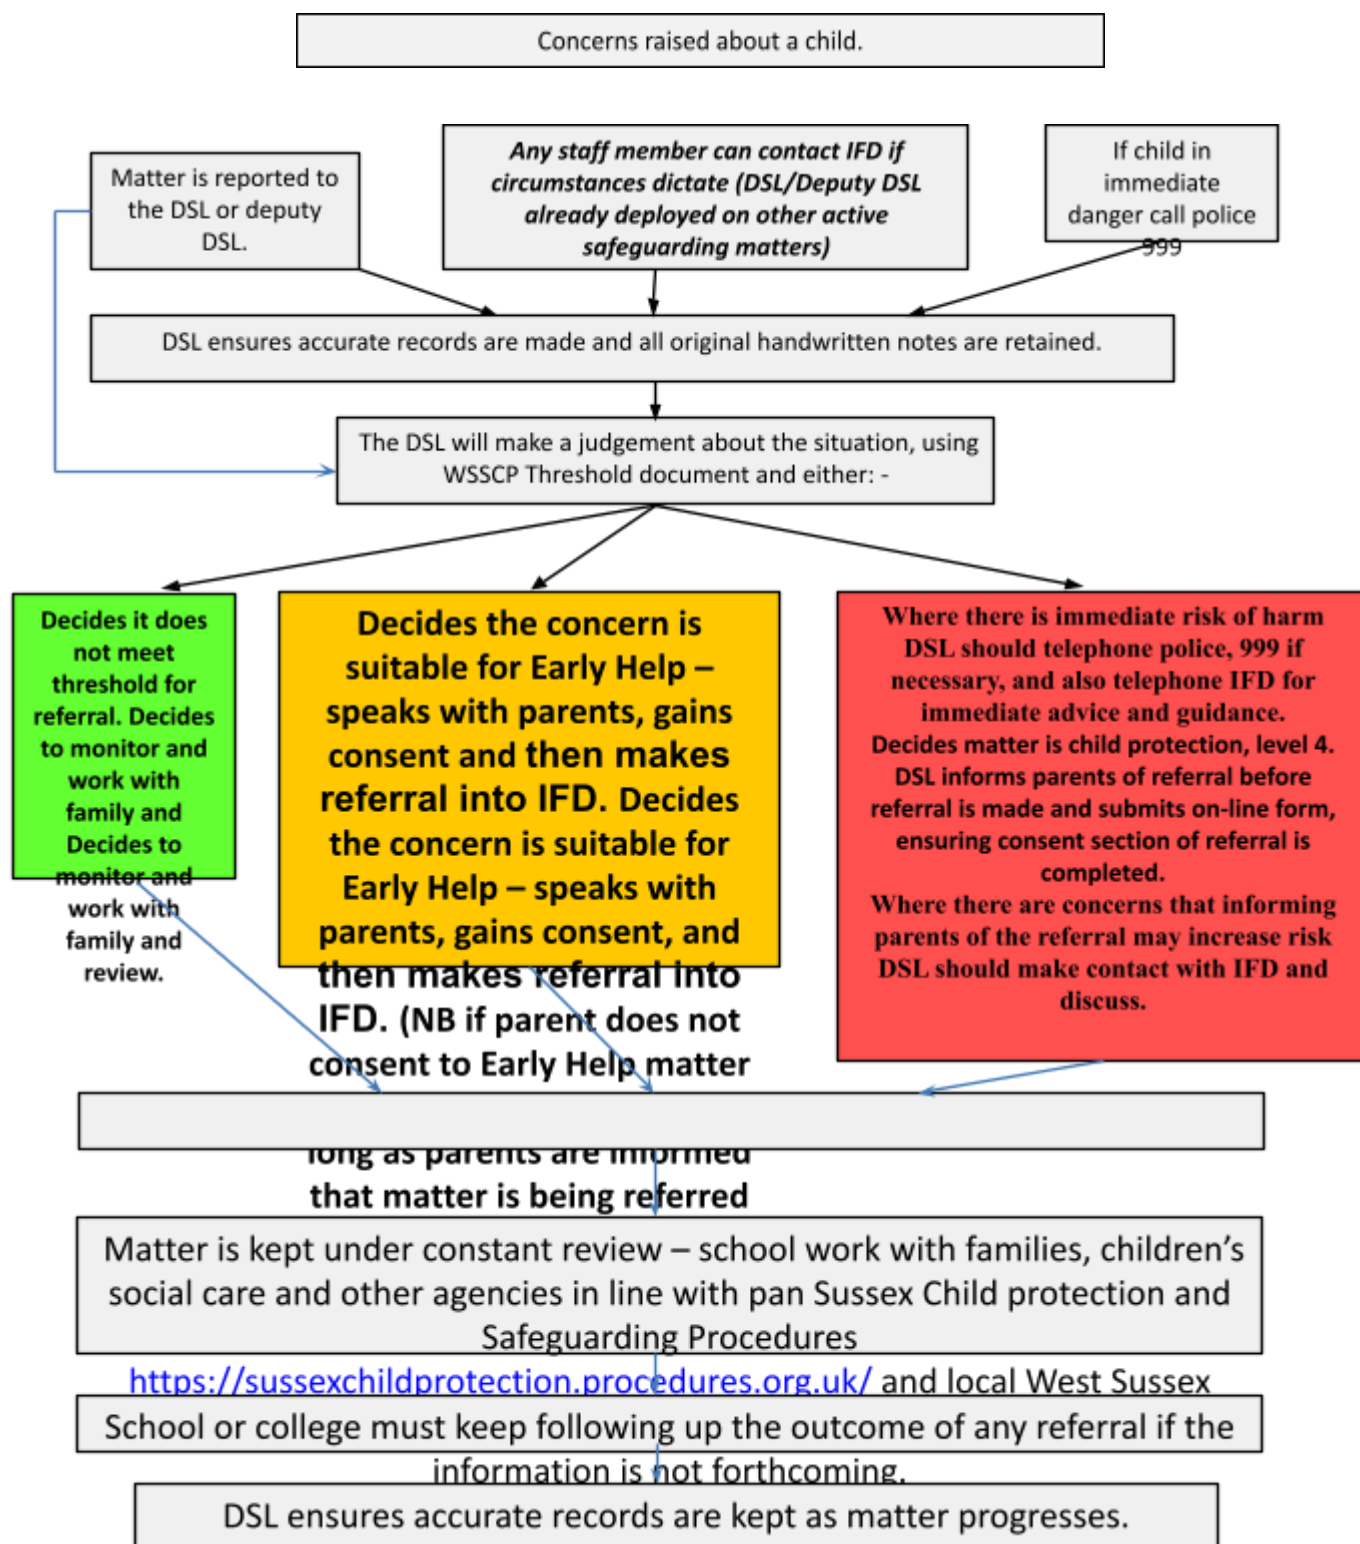 Concerns raised about a child.
Matter is reported to
the DSL or deputy
DSL.
Any staff member can contact IFD if
circumstances dictate (DSL/Deputy DSL
already deployed on other active
safeguarding matters)
If child in
immediate
danger call police
999
DSL ensures accurate records are made and all original handwritten notes are retained.
The DSL will make a judgement about the situation, using
WSSCP Threshold document and either: -
Decides it does
not meet
threshold for
referral. Decides
to monitor and
work with
family and
Decides to
monitor and
work with
family and
review.
Decides the concern is
suitable for Early Help –
speaks with parents, gains
consent and then makes
referral into IFD. Decides
the concern is suitable for
Early Help – speaks with
parents, gains consent, and
then makes referral into
IFD. (NB if parent does not
consent to Early Help matter
long as parents are informed
that matter is being referred
Where there is immediate risk of harm
DSL should telephone police, 999 if
necessary, and also telephone IFD for
immediate advice and guidance.
Decides matter is child protection, level 4.
DSL informs parents of referral before
referral is made and submits on-line form,
ensuring consent section of referral is
completed.
Where there are concerns that informing
parents of the referral may increase risk
DSL should make contact with IFD and
discuss.
Matter is kept under constant review – school work with families, children’s
social care and other agencies in line with pan Sussex Child protection and
Safeguarding Procedures
https://sussexchildprotection.procedures.org.uk/ and local West Sussex
School or college must keep following up the outcome of any referral if the
information is not forthcoming.
DSL ensures accurate records are kept as matter progresses.